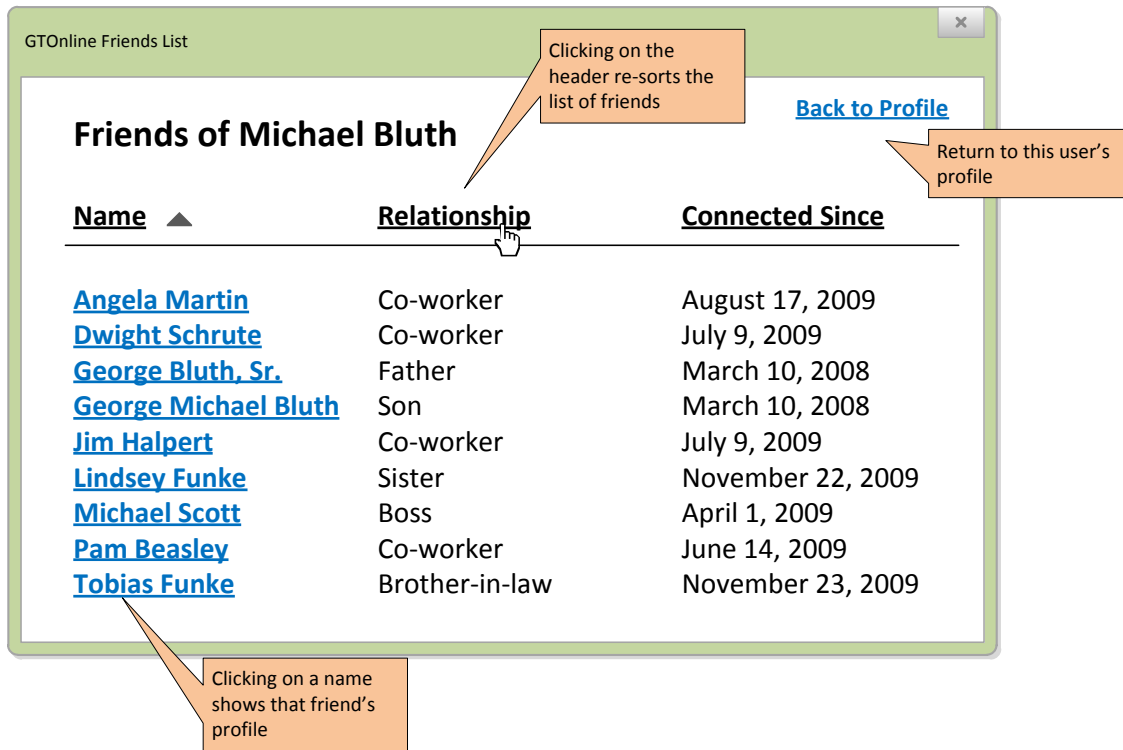 GTOnline Friends List
Clicking on the
header re-sorts the
list of friends
Back to Profile
Friends of Michael Bluth
Return to this user's
profile
Name Relationship Connected Since
Angela Martin Co-worker August 17, 2009
Dwight Schrute Co-worker July 9, 2009
George Bluth, Sr. Father March 10, 2008
George Michael Bluth Son March 10, 2008
Jim Halpert Co-worker July 9, 2009
Lindsey Funke Sister November 22, 2009
Michael Scott Boss April 1, 2009
Pam Beasley Co-worker June 14, 2009
Tobias Funke Brother-in-law November 23, 2009
Clicking on a name
shows that friend's
profile